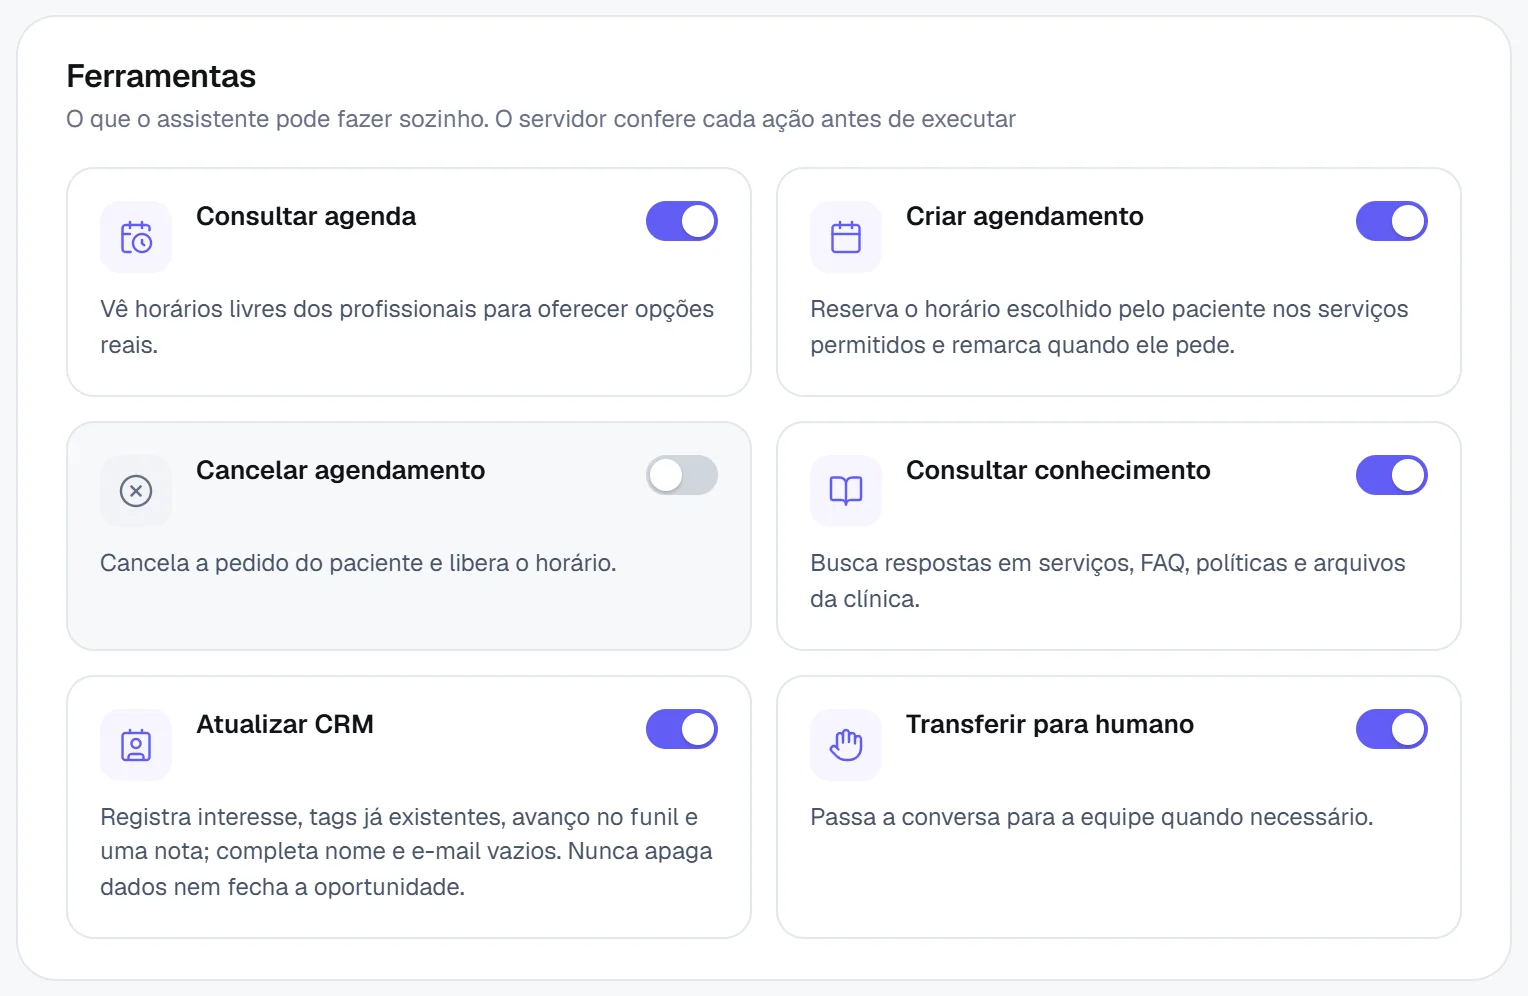 Ferramentas
O que o assistente pode fazer sozinho. O servidor confere cada ação antes de executar
Consultar agenda
Vê horários livres dos profissionais para oferecer opções
reais.
Criar agendamento
Reserva o horário escolhido pelo paciente nos serviços
permitidos e remarca quando ele pede.
Cancelar agendamento
Cancela a pedido do paciente e libera o horário.
Consultar conhecimento
Busca respostas em serviços, FAQ, políticas e arquivos
da clínica.
Atualizar CRM
Registra interesse, tags já existentes, avanço no funil e
uma nota; completa nome e e-mail vazios. Nunca apaga
dados nem fecha a oportunidade.
Transferir para humano
Passa a conversa para a equipe quando necessário.